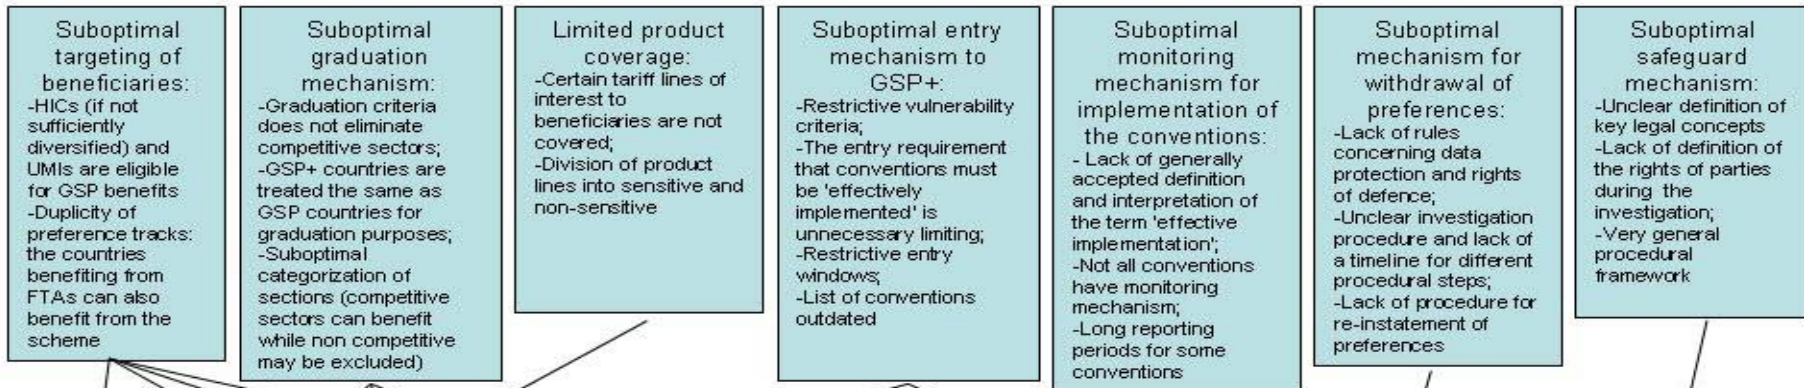 Suboptimal
targeting of
beneficiaries:
-HICs (if not
sufficiently
diversified) and
UMIs are eligible
for GSP benefits
-Duplicity of
preference tracks:
the countries
benefiting from
FTAs can also
benefit from the
scheme
Suboptimal
graduation
mechanism:
-Graduation criteria
does not eliminate
competitive sectors;
-GSP+ countries are
treated the same as
GSP countries for
graduation purposes;
-Suboptimal
categorization of
sections (competitive
sectors can benefit
while non competitive
may be excluded)
Limited product
coverage:
-Certain tariff lines of
interest to
beneficiaries are not
covered;
-Division of product
lines into sensitive and
non-sensitive
Suboptimal entry
mechanism to
GSP+:
-Restrictive vulnerability
criteria;
-The entry requirement
that conventions must
be 'effectively
implemented' is
unnecessary limiting;
-Restrictive entry
windows;
-List of conventions
outdated
Suboptimal
monitoring
mechanism for
implementation of
the conventions:
- Lack of generally
accepted definition
and interpretation of
the term 'effective
implementation';
-Not all conventions
have monitoring
mechanism;
-Long reporting
periods for some
conventions
Suboptimal
mechanism for
withdrawal of
preferences:
-Lack of rules
concerning data
protection and rights
of defence;
-Unclear investigation
procedure and lack of
a timeline for different
procedural steps;
-Lack of procedure for
re-instatement of
preferences
Suboptimal
safeguard
mechanism:
-Unclear definition of
key legal concepts
-Lack of definition of
the rights of parties
during the
investigation;
-Very general
procedural
framework